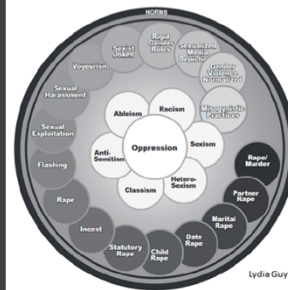 NORMS
Rigid
Gender
Roles
Sexualized
Media
Depictions
Gender
Violence
Normalized
Misogynistic
Practices
Rape/
Murder
Partner
Rape
Marital
Rape
Date
Rape
Child
Rape
Statutory
Rape
Incest
Rape
Flashing
Sexual
Exploitation
Sexual
Harassment
Voyeurism
Sexist
Jokes
Racism
Sexism
Hetero-
Sexism
Classism
Anti-
Semitism
Ableism
Oppression
Lydia Guy